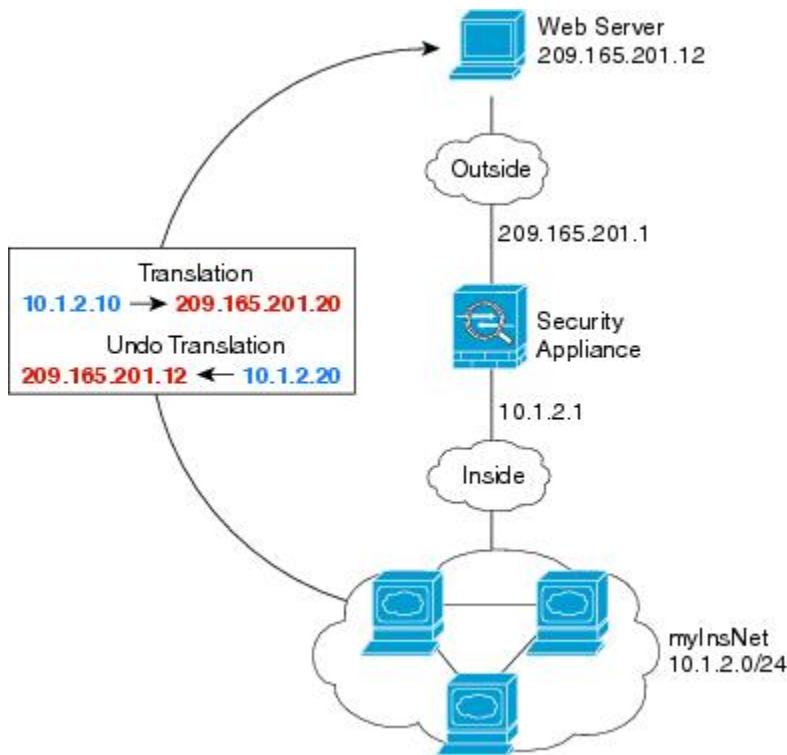 Web Server
209.165.201.12
Outside
209.165.201.1
Translation
10.1.2.10 → 209.165.201.20
Undo Translation
209.165.201.12 ← 10.1.2.20
Security
Appliance
10.1.2.1
Inside
myInsNet
10.1.2.0/24